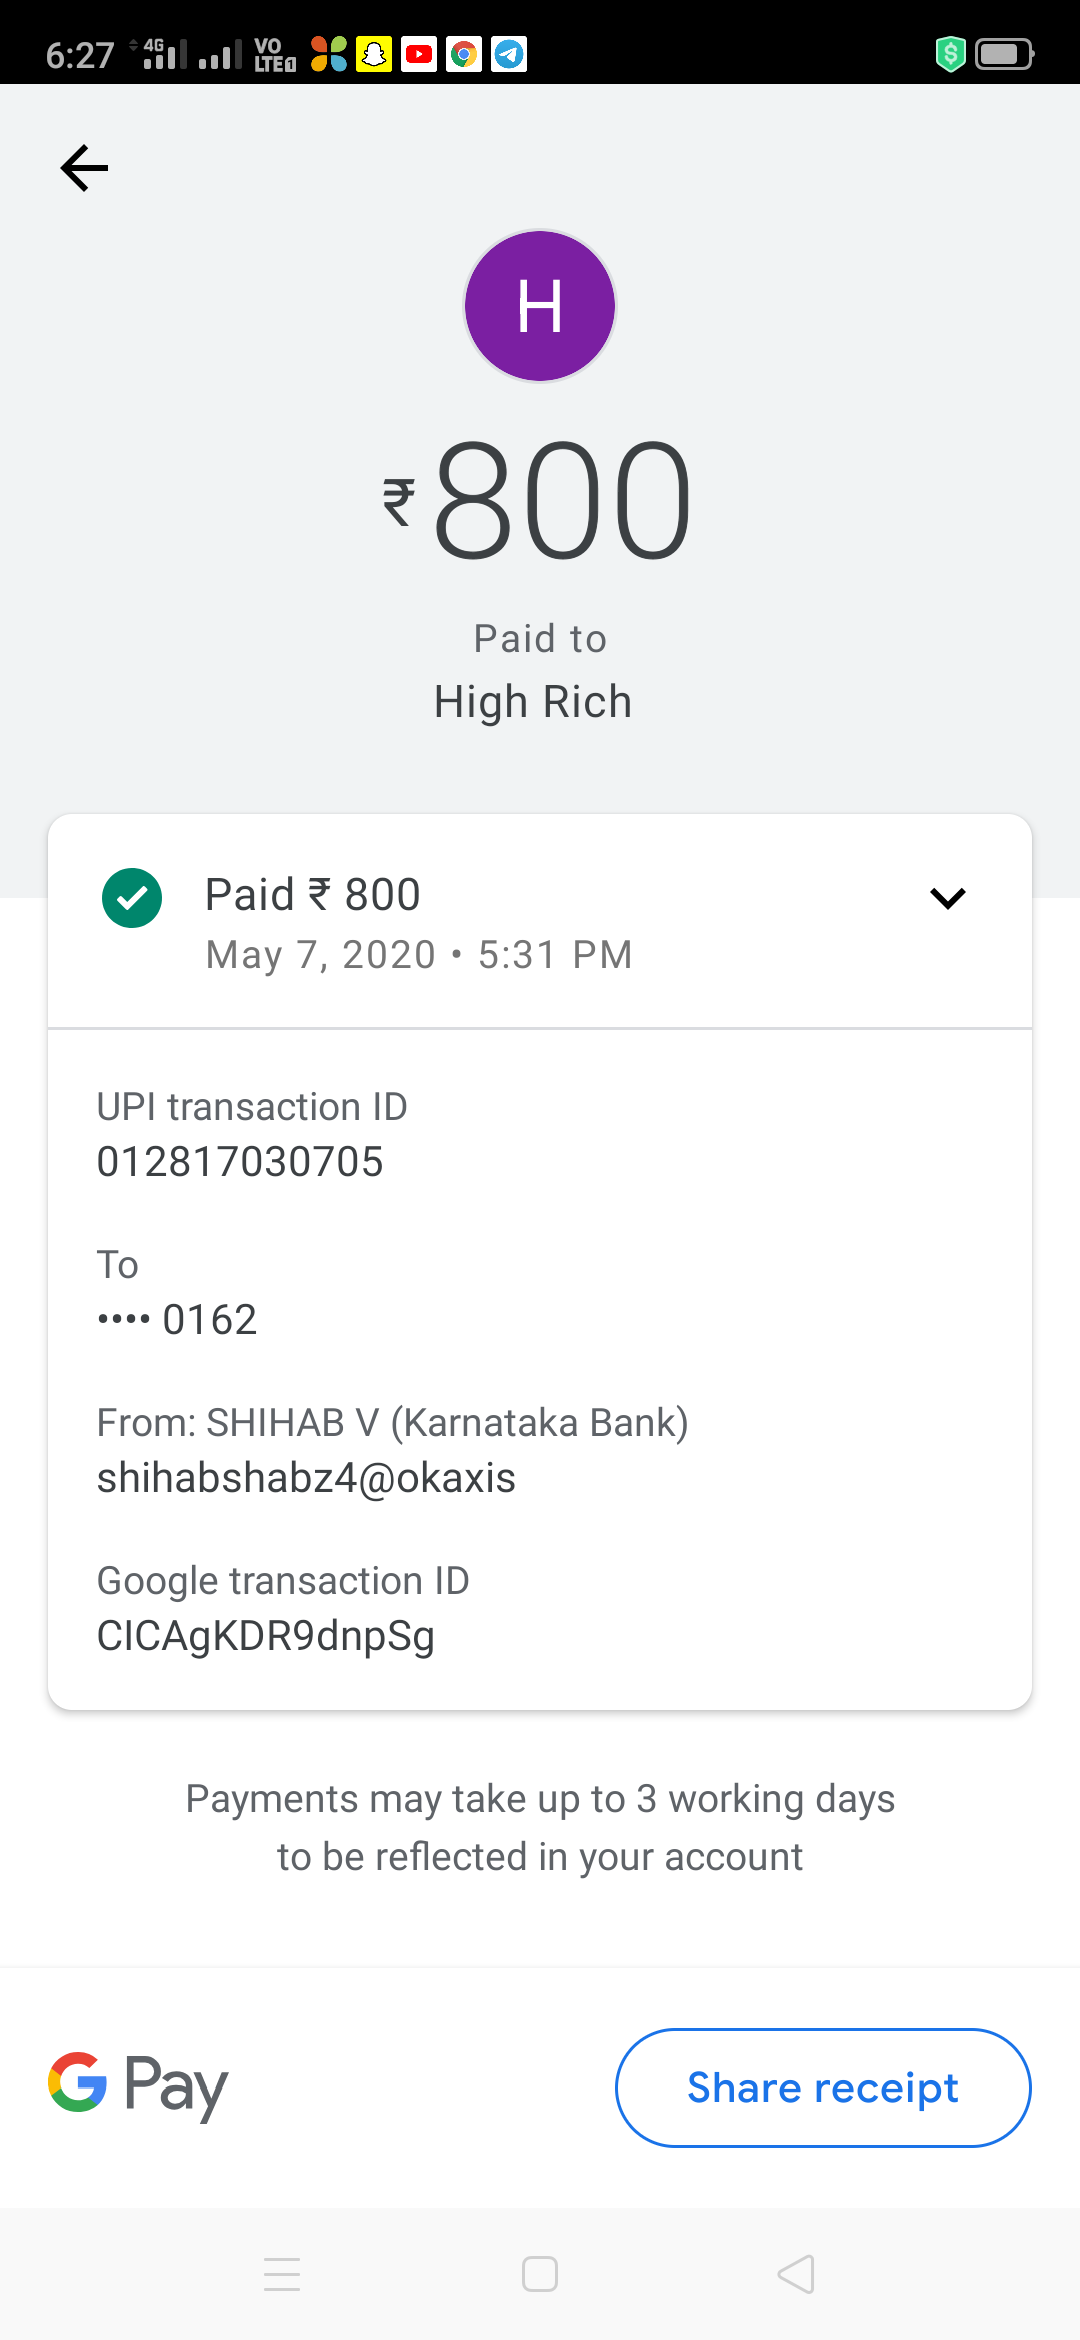 6:27 4G VO LTE 1
H
₹800
Paid to
High Rich
Paid ₹ 800
May 7, 2020 • 5:31 PM
UPI transaction ID
012817030705
To
•••• 0162
From: SHIHAB V (Karnataka Bank)
shihabshabz4@okaxis
Google transaction ID
CICAgKDR9dnpSg
Payments may take up to 3 working days
to be reflected in your account
G Pay
Share receipt